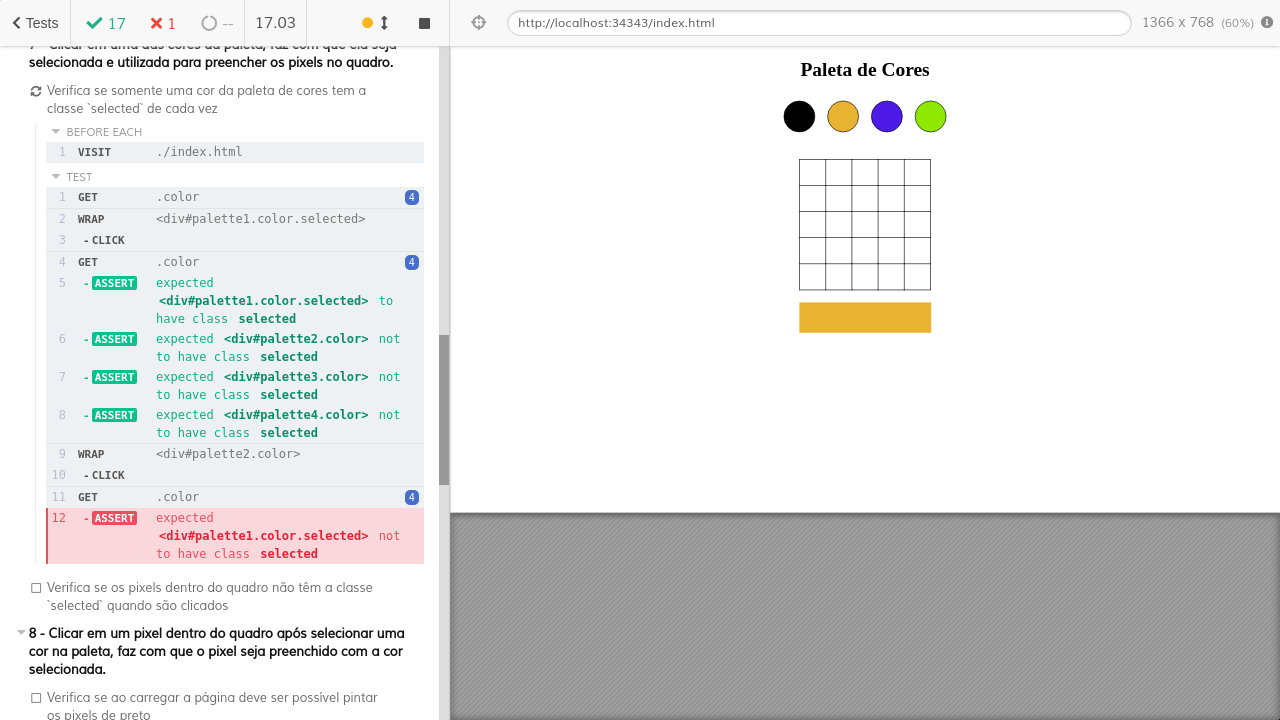 Tests 17 1 -- 17.03
http://localhost:34343/index.html 1366 x 768 (60%)
7 - Clicar em uma das cores da paleta, faz com que ela seja
selecionada e utilizada para preencher os pixels no quadro.
Verifica se somente uma cor da paleta de cores tem a
classe `selected` de cada vez
BEFORE EACH
1 VISIT ./index.html
TEST
1 GET .color 4
2 WRAP <div#palette1.color.selected>
3 -CLICK
4 GET .color 4
5 -ASSERT expected
<div#palette1.color.selected> to
have class selected
6 -ASSERT expected <div#palette2.color> not
to have class selected
7 -ASSERT expected <div#palette3.color> not
to have class selected
8 -ASSERT expected <div#palette4.color> not
to have class selected
9 WRAP <div#palette2.color>
10 -CLICK
11 GET .color 4
12 -ASSERT expected
<div#palette1.color.selected> not
to have class selected
Verifica se os pixels dentro do quadro não têm a classe
`selected` quando são clicados
8 - Clicar em um pixel dentro do quadro após selecionar uma
cor na paleta, faz com que o pixel seja preenchido com a cor
selecionada.
Verifica se ao carregar a página deve ser possível pintar
os pixels de preto
Paleta de Cores